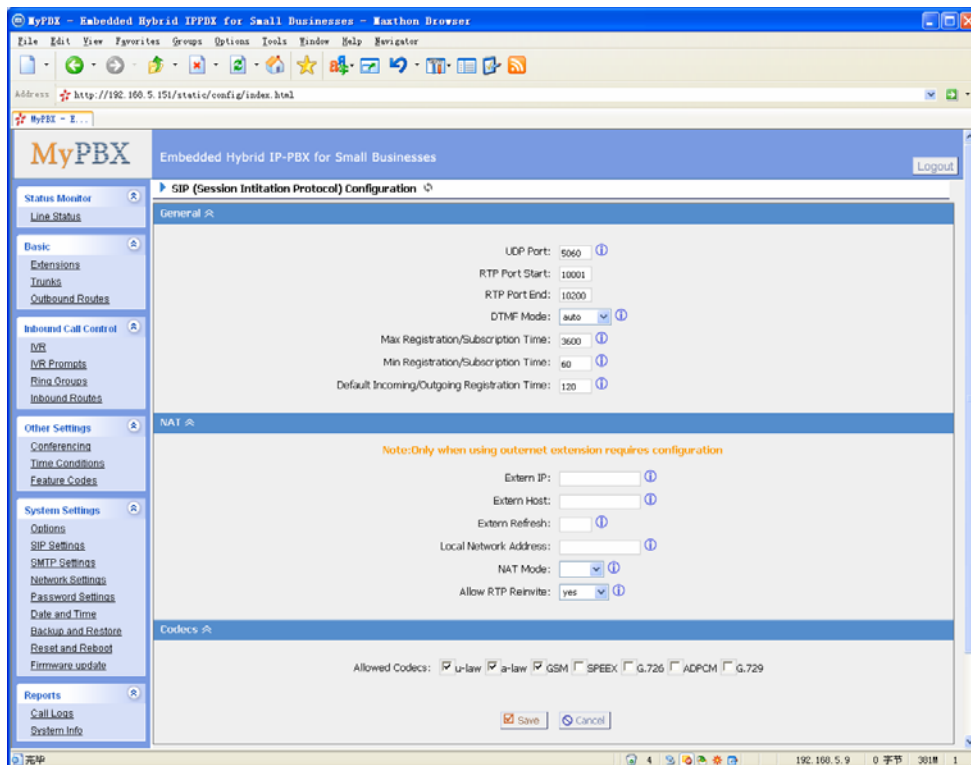 MyPBX - Embedded Hybrid IPPBX for Small Businesses - Maxthon Browser
File Edit View Favorites Groups Options Tools Window Help Navigator
Address http://192.168.5.151/static/config/index.html
MyPBX - E...
MyPBX
Embedded Hybrid IP-PBX for Small Businesses
Logout
Status Monitor
Line Status
Basic
Extensions
Trunks
Outbound Routes
Inbound Call Control
IVR
IVR Prompts
Ring Groups
Inbound Routes
Other Settings
Conferencing
Time Conditions
Feature Codes
System Settings
Options
SIP Settings
SMTP Settings
Network Settings
Password Settings
Date and Time
Backup and Restore
Reset and Reboot
Firmware update
Reports
Call Logs
System Info
SIP (Session Intitation Protocol) Configuration
General
UDP Port: 5060
RTP Port Start: 10001
RTP Port End: 10200
DTMF Mode: auto
Max Registration/Subscription Time: 3600
Min Registration/Subscription Time: 60
Default Incoming/Outgoing Registration Time: 120
NAT
Note:Only when using outernet extension requires configuration
Extern IP:
Extern Host:
Extern Refresh:
Local Network Address:
NAT Mode:
Allow RTP Reinvite: yes
Codecs
Allowed Codecs: u-law a-law GSM SPEEX G.726 ADPCM G.729
Save Cancel
完毕 4 192.168.5.9 0 字节 381M 1